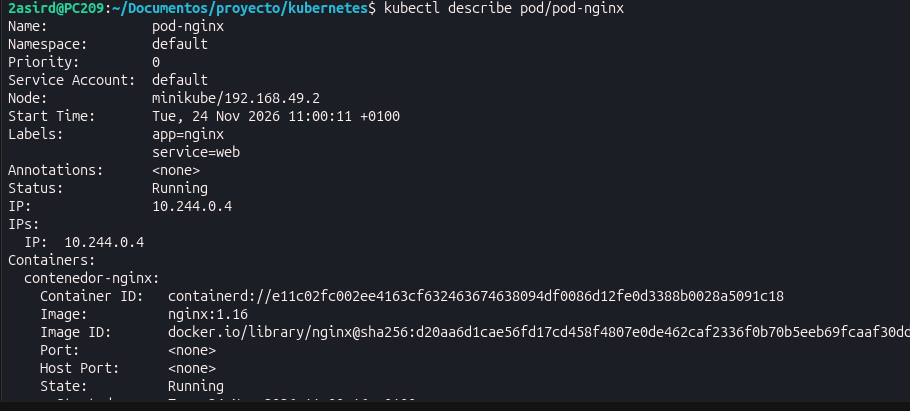 2asird@PC209:~/Documentos/proyecto/kubernetes$ kubectl describe pod/pod-nginx
Name:             pod-nginx
Namespace:        default
Priority:         0
Service Account:  default
Node:             minikube/192.168.49.2
Start Time:       Tue, 24 Nov 2026 11:00:11 +0100
Labels:           app=nginx
                  service=web
Annotations:      <none>
Status:           Running
IP:               10.244.0.4
IPs:
  IP:  10.244.0.4
Containers:
  contenedor-nginx:
    Container ID:   containerd://e11c02fc002ee4163cf632463674638094df0086d12fe0d3388b0028a5091c18
    Image:          nginx:1.16
    Image ID:       docker.io/library/nginx@sha256:d20aa6d1cae56fd17cd458f4807e0de462caf2336f0b70b5eeb69fcaaf30dd
    Port:           <none>
    Host Port:      <none>
    State:          Running